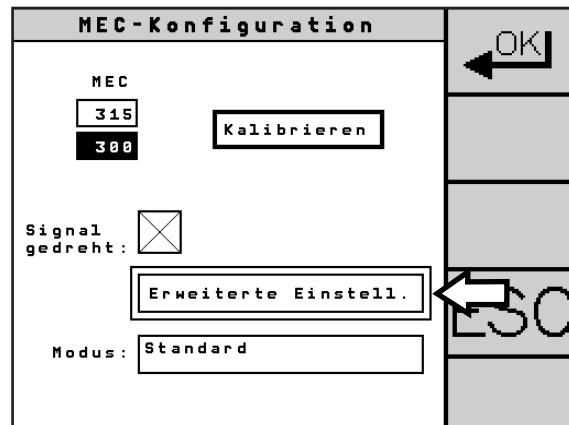 MEC-Konfiguration
OK
MEC
315
Kalibrieren
300
Signal
gedreht:
Erweiterte Einstell.
ESC
Modus: Standard